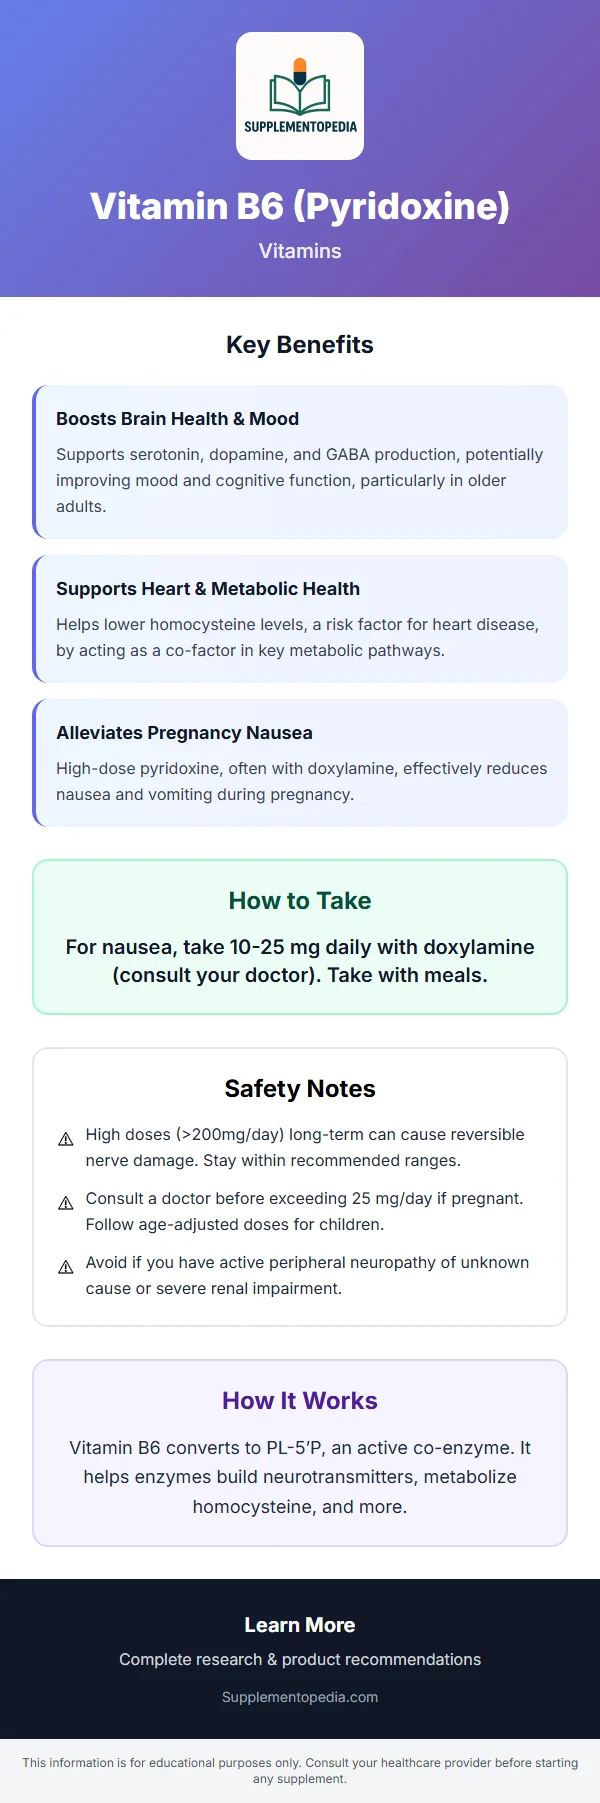 SUPPLEMENTOPEDIA
Vitamin B6 (Pyridoxine)
Vitamins
Key Benefits
Boosts Brain Health & Mood
Supports serotonin, dopamine, and GABA production, potentially
improving mood and cognitive function, particularly in older
adults.
Supports Heart & Metabolic Health
Helps lower homocysteine levels, a risk factor for heart disease,
by acting as a co-factor in key metabolic pathways.
Alleviates Pregnancy Nausea
High-dose pyridoxine, often with doxylamine, effectively reduces
nausea and vomiting during pregnancy.
How to Take
For nausea, take 10-25 mg daily with doxylamine
(consult your doctor). Take with meals.
Safety Notes
⚠ High doses (>200mg/day) long-term can cause reversible
nerve damage. Stay within recommended ranges.
⚠ Consult a doctor before exceeding 25 mg/day if pregnant.
Follow age-adjusted doses for children.
⚠ Avoid if you have active peripheral neuropathy of unknown
cause or severe renal impairment.
How It Works
Vitamin B6 converts to PL-5’P, an active co-enzyme. It
helps enzymes build neurotransmitters, metabolize
homocysteine, and more.
Learn More
Complete research & product recommendations
Supplementopedia.com
This information is for educational purposes only. Consult your healthcare provider before starting
any supplement.